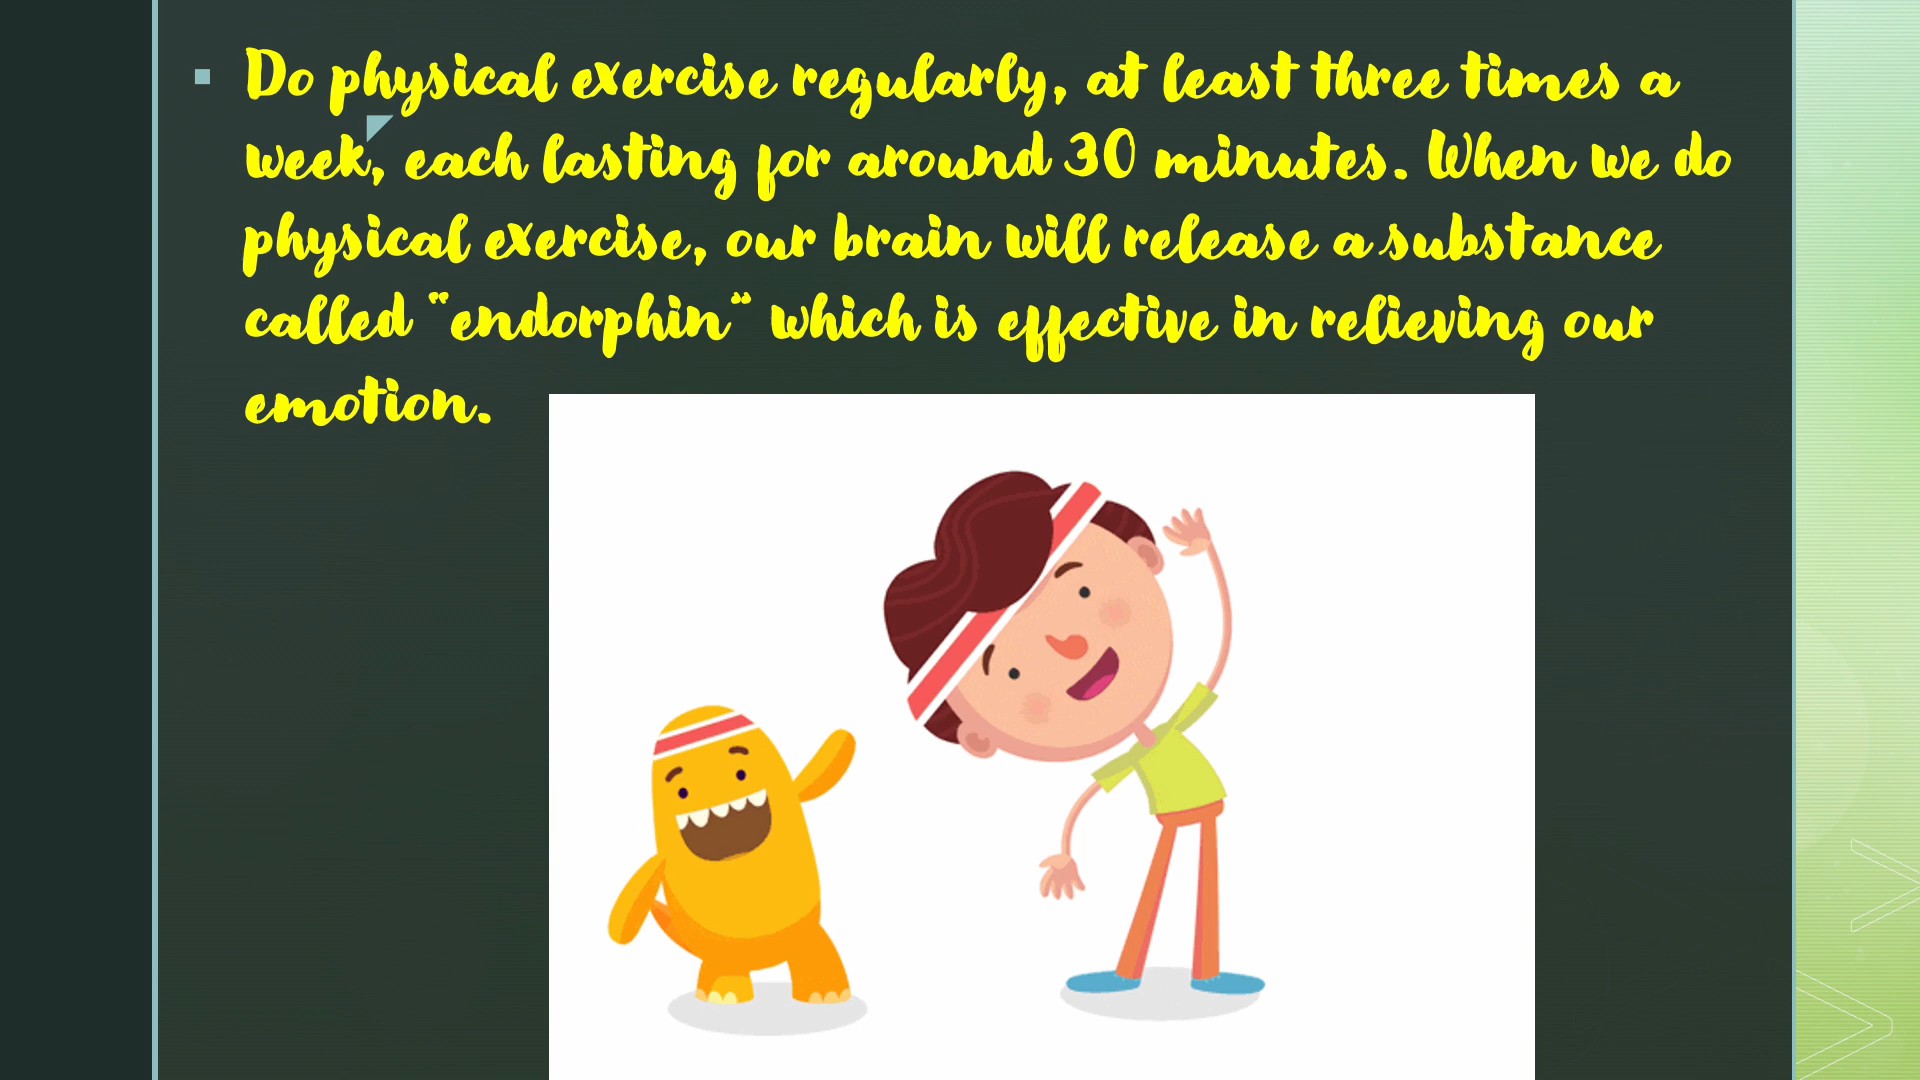 Do physical exercise regularly, at least three times a
week, each lasting for around 30 minutes. When we do
physical exercise, our brain will release a substance
called “endorphin” which is effective in relieving our
emotion.